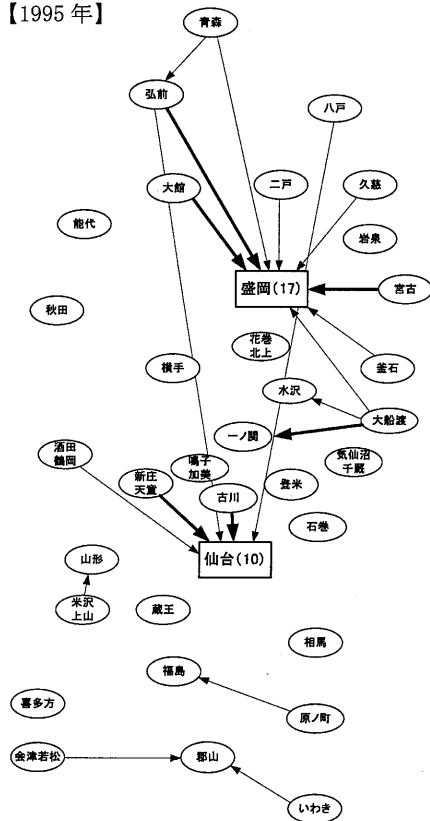 【1995年】
青森
弘前
八戸
大館
二戸
久慈
能代
岩泉
盛岡(17)
宮古
秋田
花巻
北上
横手
釜石
水沢
大船渡
一ノ関
酒田
鶴岡
鳴子
加美
気仙沼
千厩
新庄
天童
古川
登米
石巻
仙台(10)
山形
米沢
上山
蔵王
相馬
福島
喜多方
原ノ町
会津若松
郡山
いわき